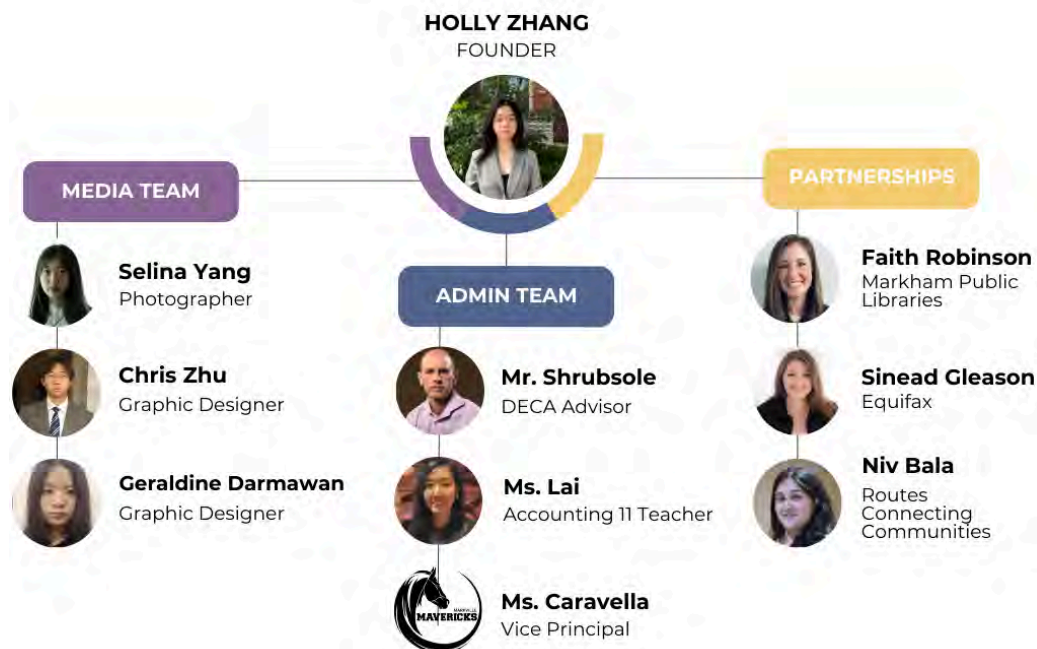 HOLLY ZHANG
FOUNDER
MEDIA TEAM
Selina Yang
Photographer
Chris Zhu
Graphic Designer
Geraldine Darmawan
Graphic Designer
ADMIN TEAM
Mr. Shrubsole
DECA Advisor
Ms. Lai
Accounting 11 Teacher
MARKVILLE
MAVERICKS
Ms. Caravella
Vice Principal
PARTNERSHIPS
Faith Robinson
Markham Public
Libraries
Sinead Gleason
Equifax
Niv Bala
Routes
Connecting
Communities